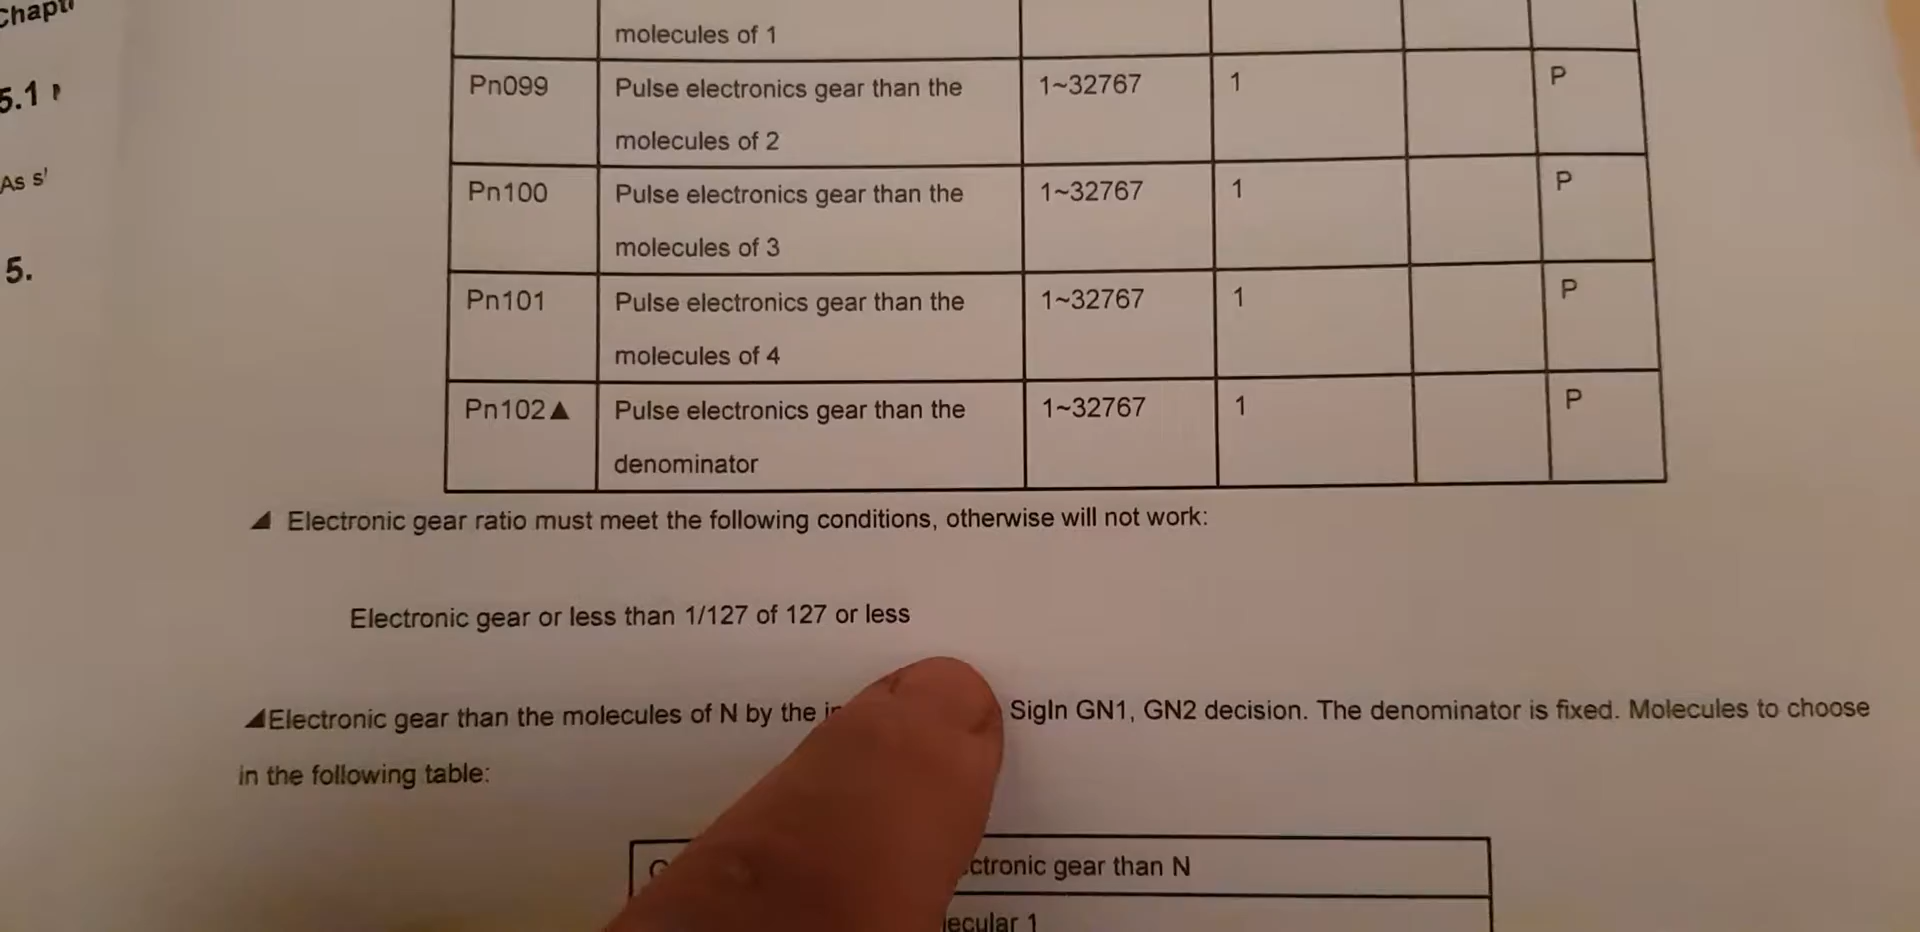 5.1
As
5.
molecules of 1
Pn099 Pulse electronics gear than the 1~32767 1 P
molecules of 2
Pn100 Pulse electronics gear than the 1~32767 1 P
molecules of 3
Pn101 Pulse electronics gear than the 1~32767 1 P
molecules of 4
Pn102▲ Pulse electronics gear than the 1~32767 1 P
denominator
Electronic gear ratio must meet the following conditions, otherwise will not work:
Electronic gear or less than 1/127 of 127 or less
Electronic gear than the molecules of N by the SigIn GN1, GN2 decision. The denominator is fixed. Molecules to choose
in the following table:
gear than N
1